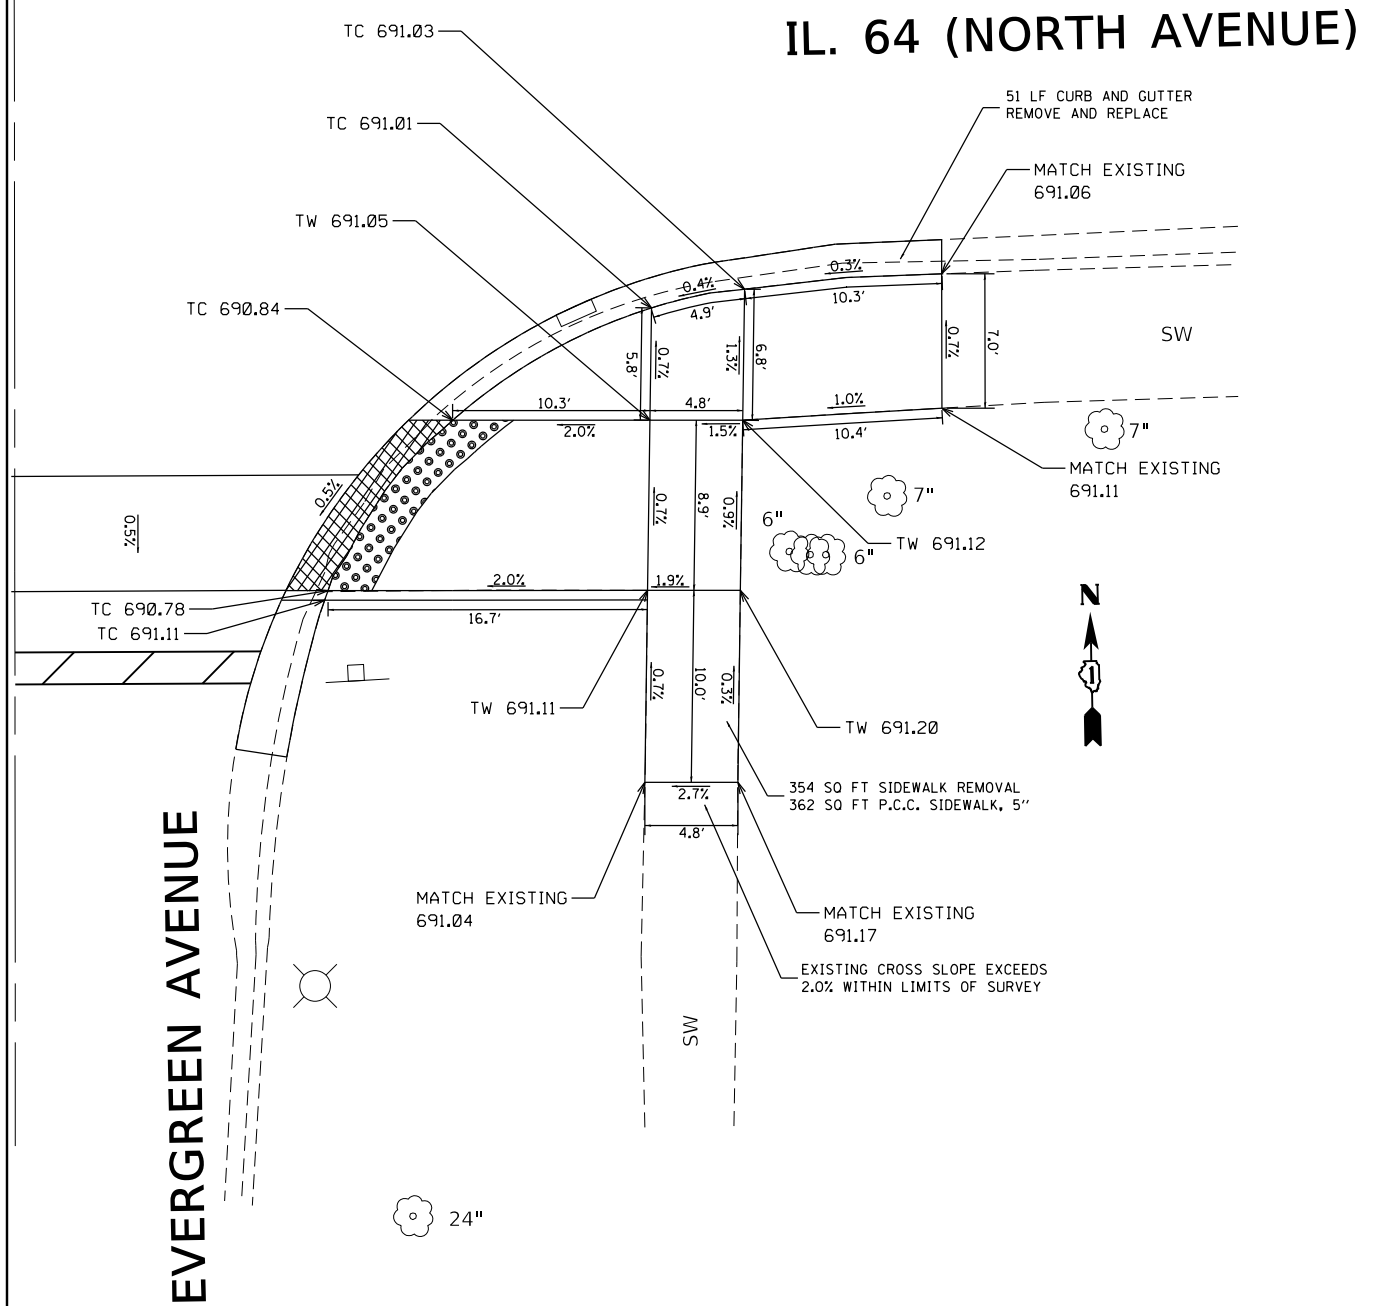 IL. 64 (NORTH AVENUE)
TC 691.03
51 LF CURB AND GUTTER
REMOVE AND REPLACE
TC 691.01
MATCH EXISTING
691.06
TW 691.05
0.3%
0.4%
4.9'
10.3'
TC 690.84
5.8'
0.7%
1.3%
6.8'
0.7%
7.0'
SW
10.3'
4.8'
1.0%
2.0%
1.5%
10.4'
7"
MATCH EXISTING
691.11
0.5%
0.5%
0.7%
8.9'
0.9%
7"
6"
6"
TW 691.12
2.0%
1.9%
N
TC 690.78
TC 691.11
16.7'
1
0.7%
10.0'
0.3%
TW 691.11
TW 691.20
2.7%
354 SQ FT SIDEWALK REMOVAL
362 SQ FT P.C.C. SIDEWALK, 5"
4.8'
MATCH EXISTING
691.04
MATCH EXISTING
691.17
EXISTING CROSS SLOPE EXCEEDS
2.0% WITHIN LIMITS OF SURVEY
SW
EVERGREEN AVENUE
24"